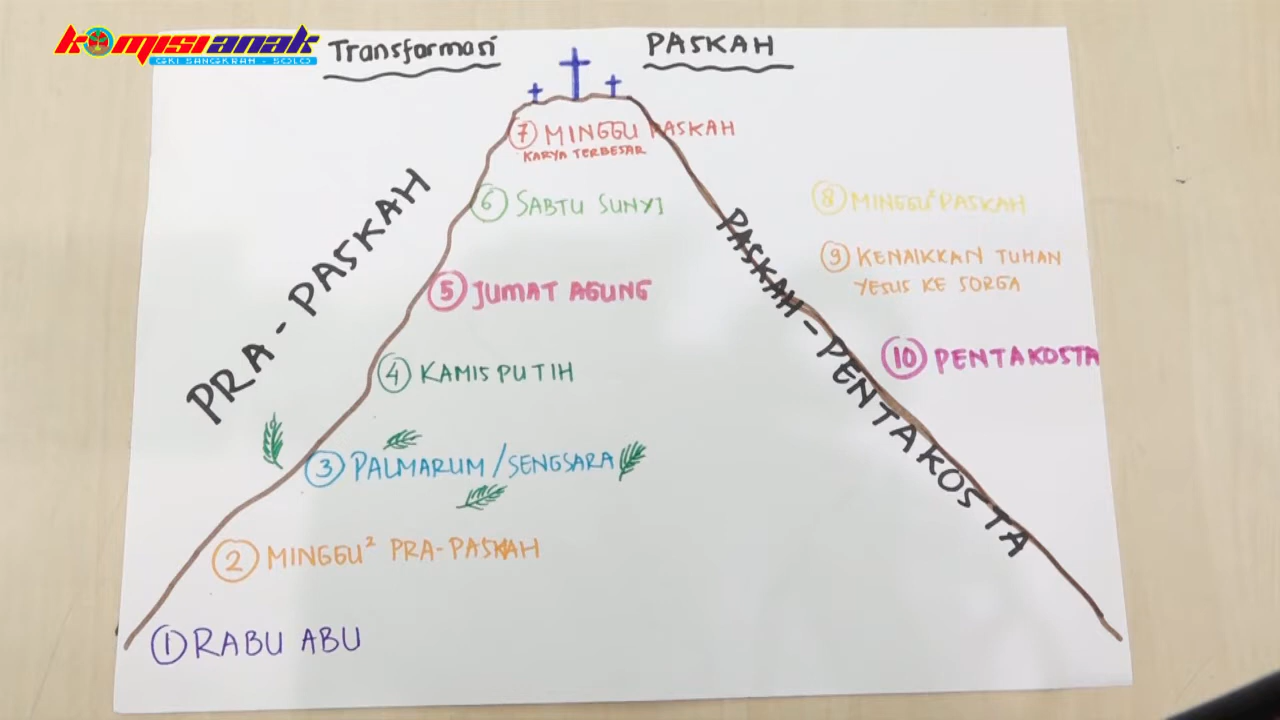 Komisi anak
GKI SANGKRAH - SOLO
Transformasi PASKAH
PRA - PASKAH
PASKAH - PENTAKOSTA
7 MINGGU PASKAH
KARYA TERBESAR
6 SABTU SUNYI
5 JUMAT AGUNG
4 KAMIS PUTIH
3 PALMARUM / SENGSARA
2 MINGGU² PRA-PASKAH
1 RABU ABU
8 MINGGU² PASKAH
9 KENAIKKAN TUHAN
YESUS KE SORGA
10 PENTAKOSTA